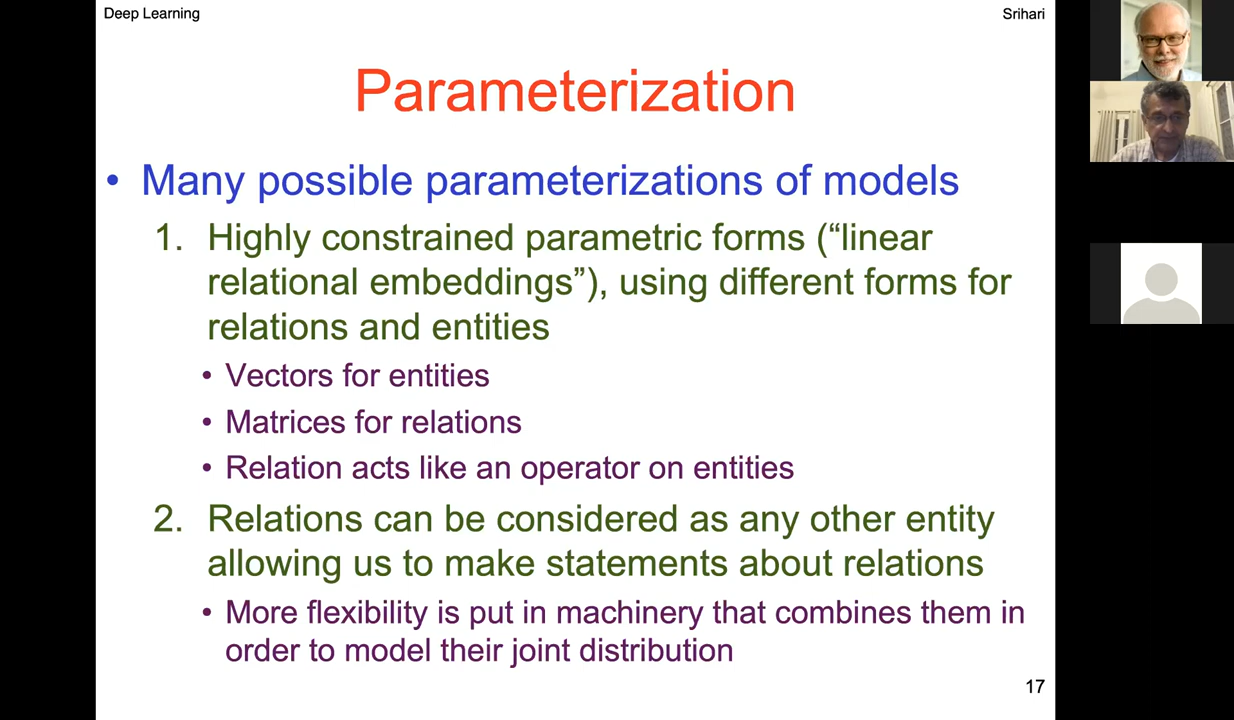 Deep Learning
Srihari
Parameterization
• Many possible parameterizations of models
1. Highly constrained parametric forms (“linear
relational embeddings”), using different forms for
relations and entities
• Vectors for entities
• Matrices for relations
• Relation acts like an operator on entities
2. Relations can be considered as any other entity
allowing us to make statements about relations
• More flexibility is put in machinery that combines them in
order to model their joint distribution
17